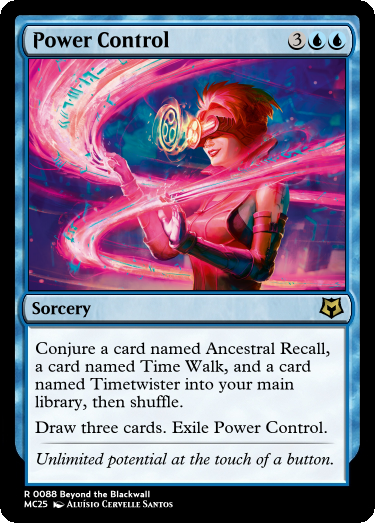 Power Control 3
Sorcery
Conjure a card named Ancestral Recall,
a card named Time Walk, and a card
named Timetwister into your main
library, then shuffle.
Draw three cards. Exile Power Control.
Unlimited potential at the touch of a button.
R 0088 Beyond the Blackwall
MC25 Aluísio Cervelle Santos